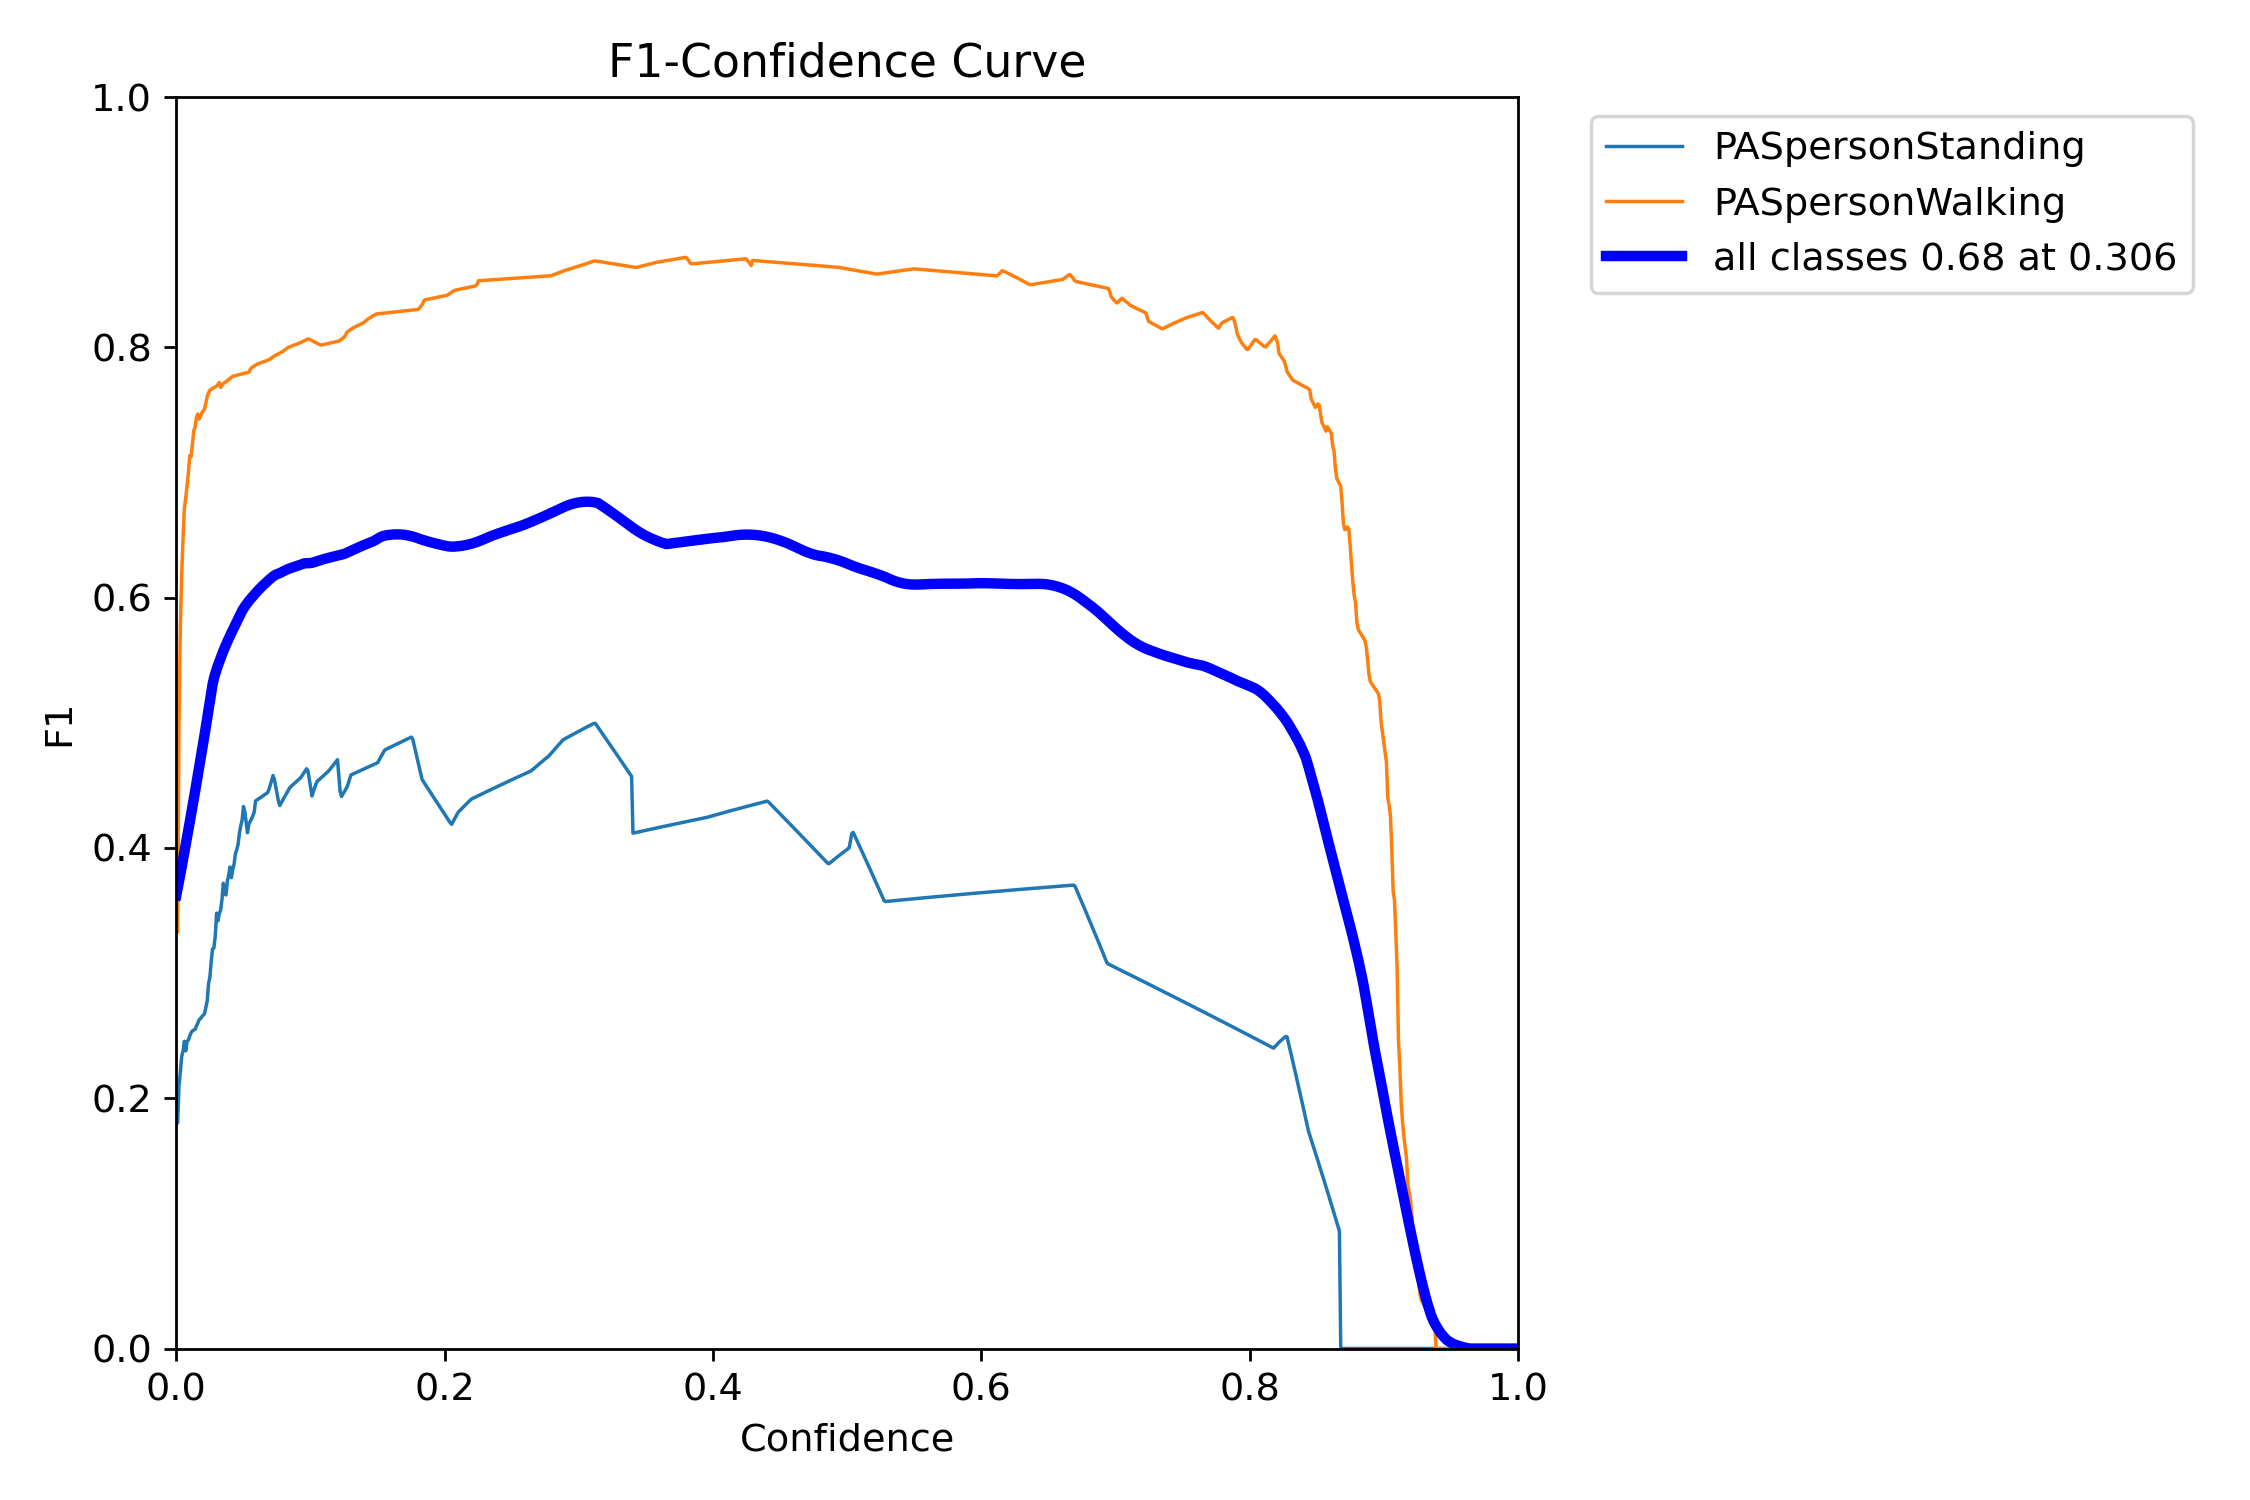 F1-Confidence Curve
1.0
0.8
0.6
0.4
0.2
0.0
F1
0.0 0.2 0.4 0.6 0.8 1.0
Confidence
PASpersonStanding
PASpersonWalking
all classes 0.68 at 0.306